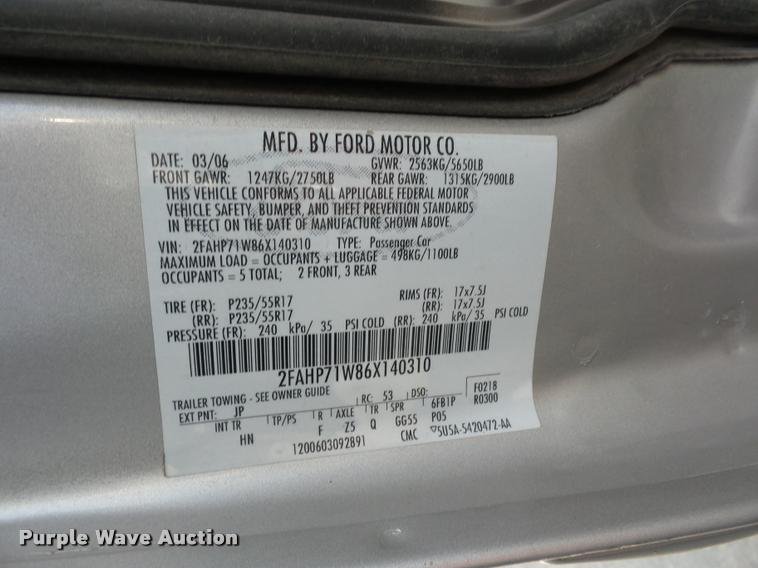 MFD. BY FORD MOTOR CO.
DATE: 03/06 GVWR: 2563KG/5650LB
FRONT GAWR: 1247KG/2750LB REAR GAWR: 1315KG/2900LB
THIS VEHICLE CONFORMS TO ALL APPLICABLE FEDERAL MOTOR
VEHICLE SAFETY, BUMPER, AND THEFT PREVENTION STANDARDS
IN EFFECT ON THE DATE OF MANUFACTURE SHOWN ABOVE.
VIN: 2FAHP71W86X140310 TYPE: Passenger Car
MAXIMUM LOAD = OCCUPANTS + LUGGAGE = 498KG/1100LB
OCCUPANTS = 5 TOTAL; 2 FRONT, 3 REAR
TIRE (FR): P235/55R17 RIMS (FR): 17x7.5J
(RR): P235/55R17 (RR): 17x7.5J
PRESSURE (FR): 240 kPa/ 35 PSI COLD (RR): 240 kPa/ 35 PSI COLD
2FAHP71W86X140310
TRAILER TOWING - SEE OWNER GUIDE RC: 53 DSO: F0218
EXT PNT: JP R0300
INT TR TP/PS R AXLE TR SPR 6FB1P
HN F Z5 Q GG55 P05
1200603092891 CMC ▽5U5A-5420472-AA
Purple Wave Auction